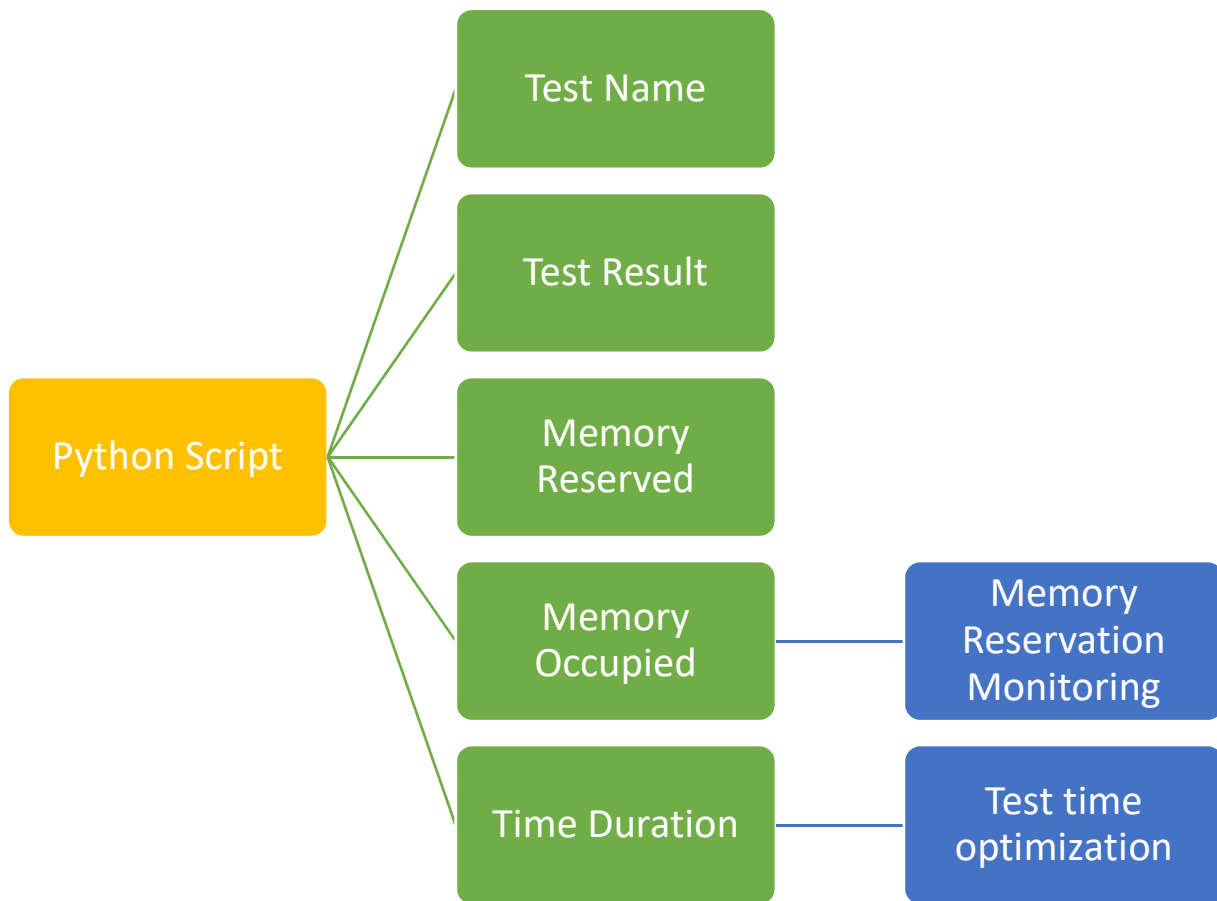 Test Name
Test Result
Python Script
Memory
Reserved
Memory
Occupied
Memory
Reservation
Monitoring
Time Duration
Test time
optimization